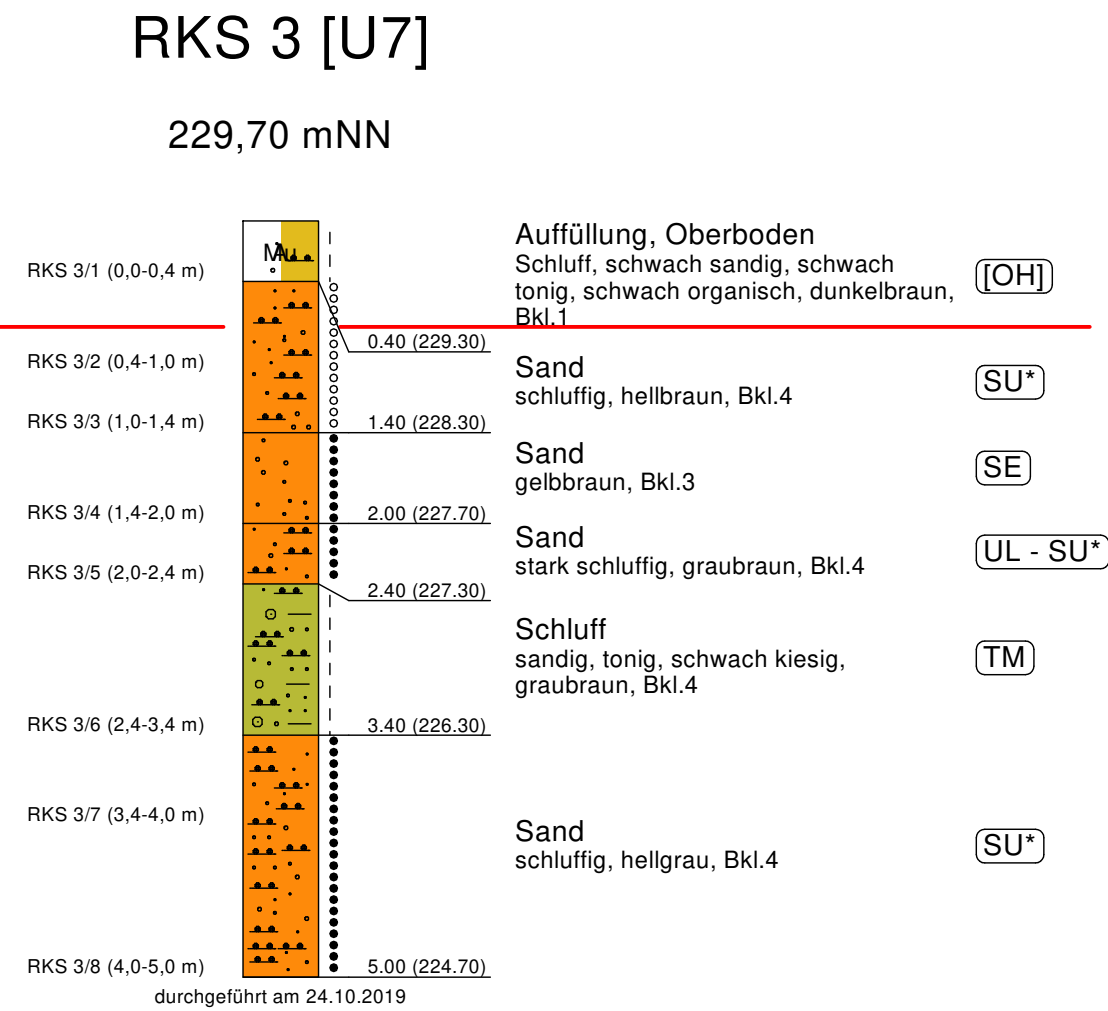 RKS 3 [U7]
229,70 mNN
Auffüllung, Oberboden
Schluff, schwach sandig, schwach
tonig, schwach organisch, dunkelbraun,
Bkl.1
[OH]
Mu
A
RKS 3/1 (0,0-0,4 m)
0.40 (229.30)
RKS 3/2 (0,4-1,0 m)
Sand
schluffig, hellbraun, Bkl.4
SU*
RKS 3/3 (1,0-1,4 m)
1.40 (228.30)
Sand
gelbbraun, Bkl.3
SE
RKS 3/4 (1,4-2,0 m)
2.00 (227.70)
Sand
stark schluffig, graubraun, Bkl.4
UL - SU*
RKS 3/5 (2,0-2,4 m)
2.40 (227.30)
Schluff
sandig, tonig, schwach kiesig,
graubraun, Bkl.4
TM
RKS 3/6 (2,4-3,4 m)
3.40 (226.30)
RKS 3/7 (3,4-4,0 m)
Sand
schluffig, hellgrau, Bkl.4
SU*
RKS 3/8 (4,0-5,0 m)
5.00 (224.70)
durchgeführt am 24.10.2019